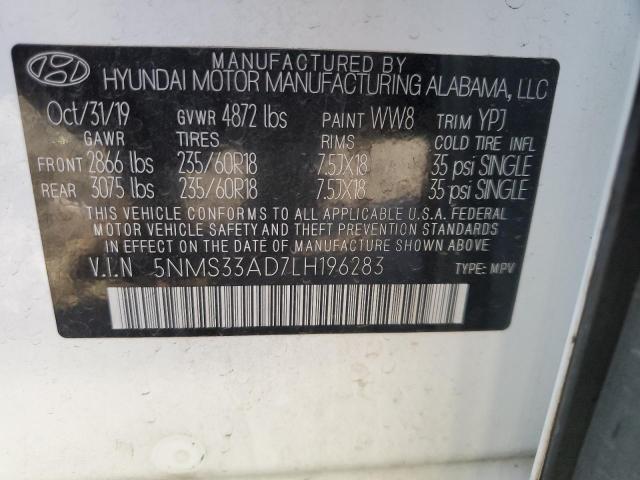 MANUFACTURED BY
HYUNDAI MOTOR MANUFACTURING ALABAMA, LLC
Oct/31/19 GVWR 4872 lbs PAINT WW8 TRIM YPJ
GAWR TIRES RIMS COLD TIRE INFL
FRONT 2866 lbs 235/60R18 7.5JX18 35 psi SINGLE
REAR 3075 lbs 235/60R18 7.5JX18 35 psi SINGLE
THIS VEHICLE CONFORMS TO ALL APPLICABLE U.S.A. FEDERAL
MOTOR VEHICLE SAFETY AND THEFT PREVENTION STANDARDS
IN EFFECT ON THE DATE OF MANUFACTURE SHOWN ABOVE.
V.I.N 5NMS33AD7LH196283 TYPE: MPV